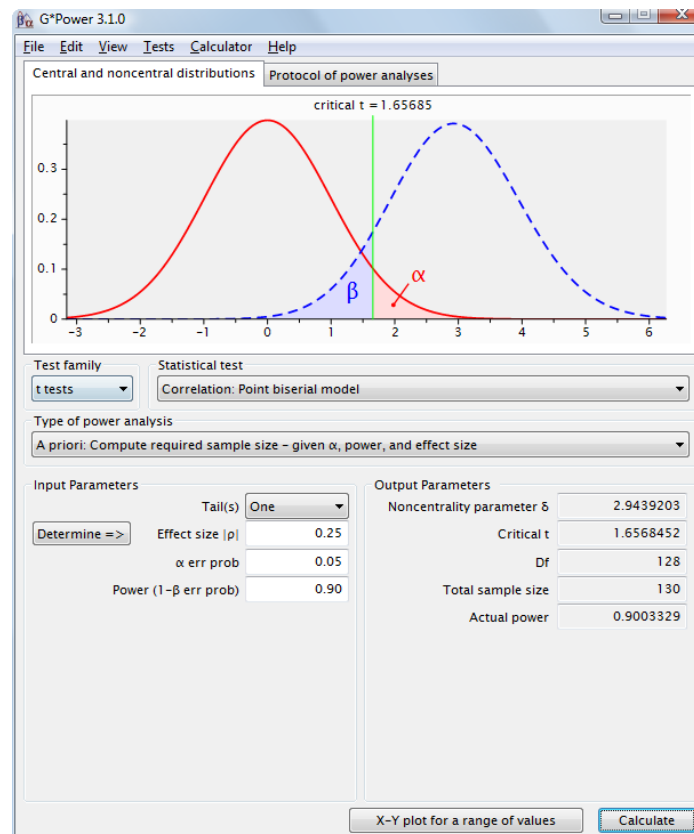 G*Power 3.1.0
File Edit View Tests Calculator Help
Central and noncentral distributions Protocol of power analyses
critical t = 1.65685
0.3
0.2
0.1
0
β
α
-3 -2 -1 0 1 2 3 4 5 6
Test family Statistical test
t tests Correlation: Point biserial model
Type of power analysis
A priori: Compute required sample size – given α, power, and effect size
Input Parameters Output Parameters
Tail(s) One Noncentrality parameter δ 2.9439203
Determine => Effect size |ρ| 0.25 Critical t 1.6568452
α err prob 0.05 Df 128
Power (1-β err prob) 0.90 Total sample size 130
Actual power 0.9003329
X-Y plot for a range of values Calculate